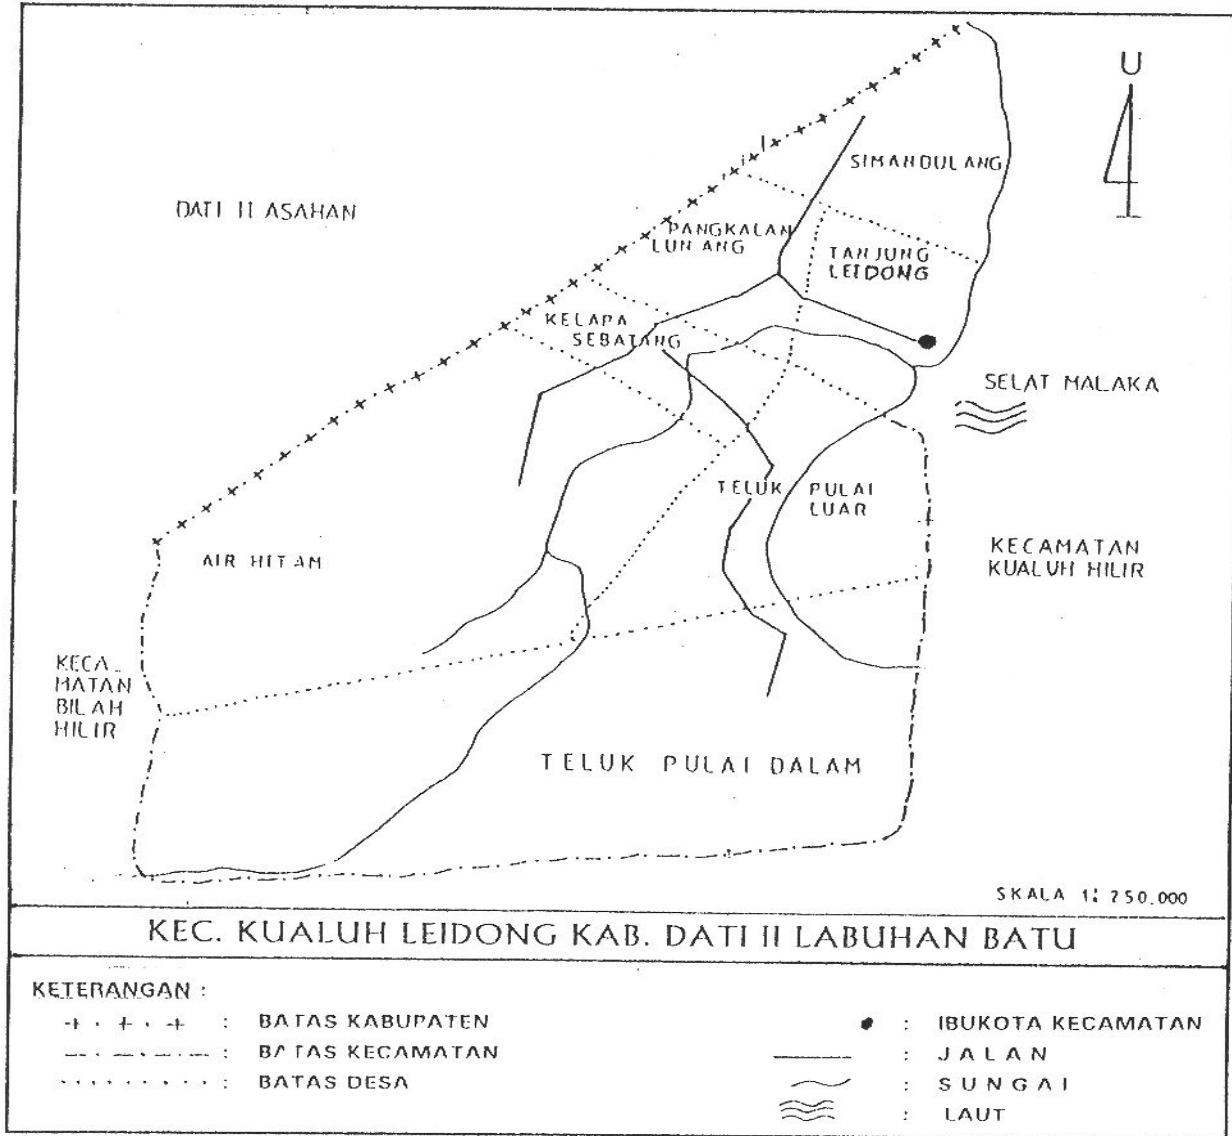 U
SIMANDULANG
DATI II ASAHAN
PANGKALAN
LUNANG
TANJUNG
LEIDONG
KELAPA
SEBATANG
SELAT MALAKA
TELUK PULAI
LUAR
AIR HITAM
KECAMATAN
KUALUH HILIR
KECA-
MATAN
BILAH
HILIR
TELUK PULAI DALAM
SKALA 1: 250.000
KEC. KUALUH LEIDONG KAB. DATI II LABUHAN BATU
KETERANGAN :
: BATAS KABUPATEN
: BATAS KECAMATAN
: BATAS DESA
: IBUKOTA KECAMATAN
: JALAN
: SUNGAI
: LAUT